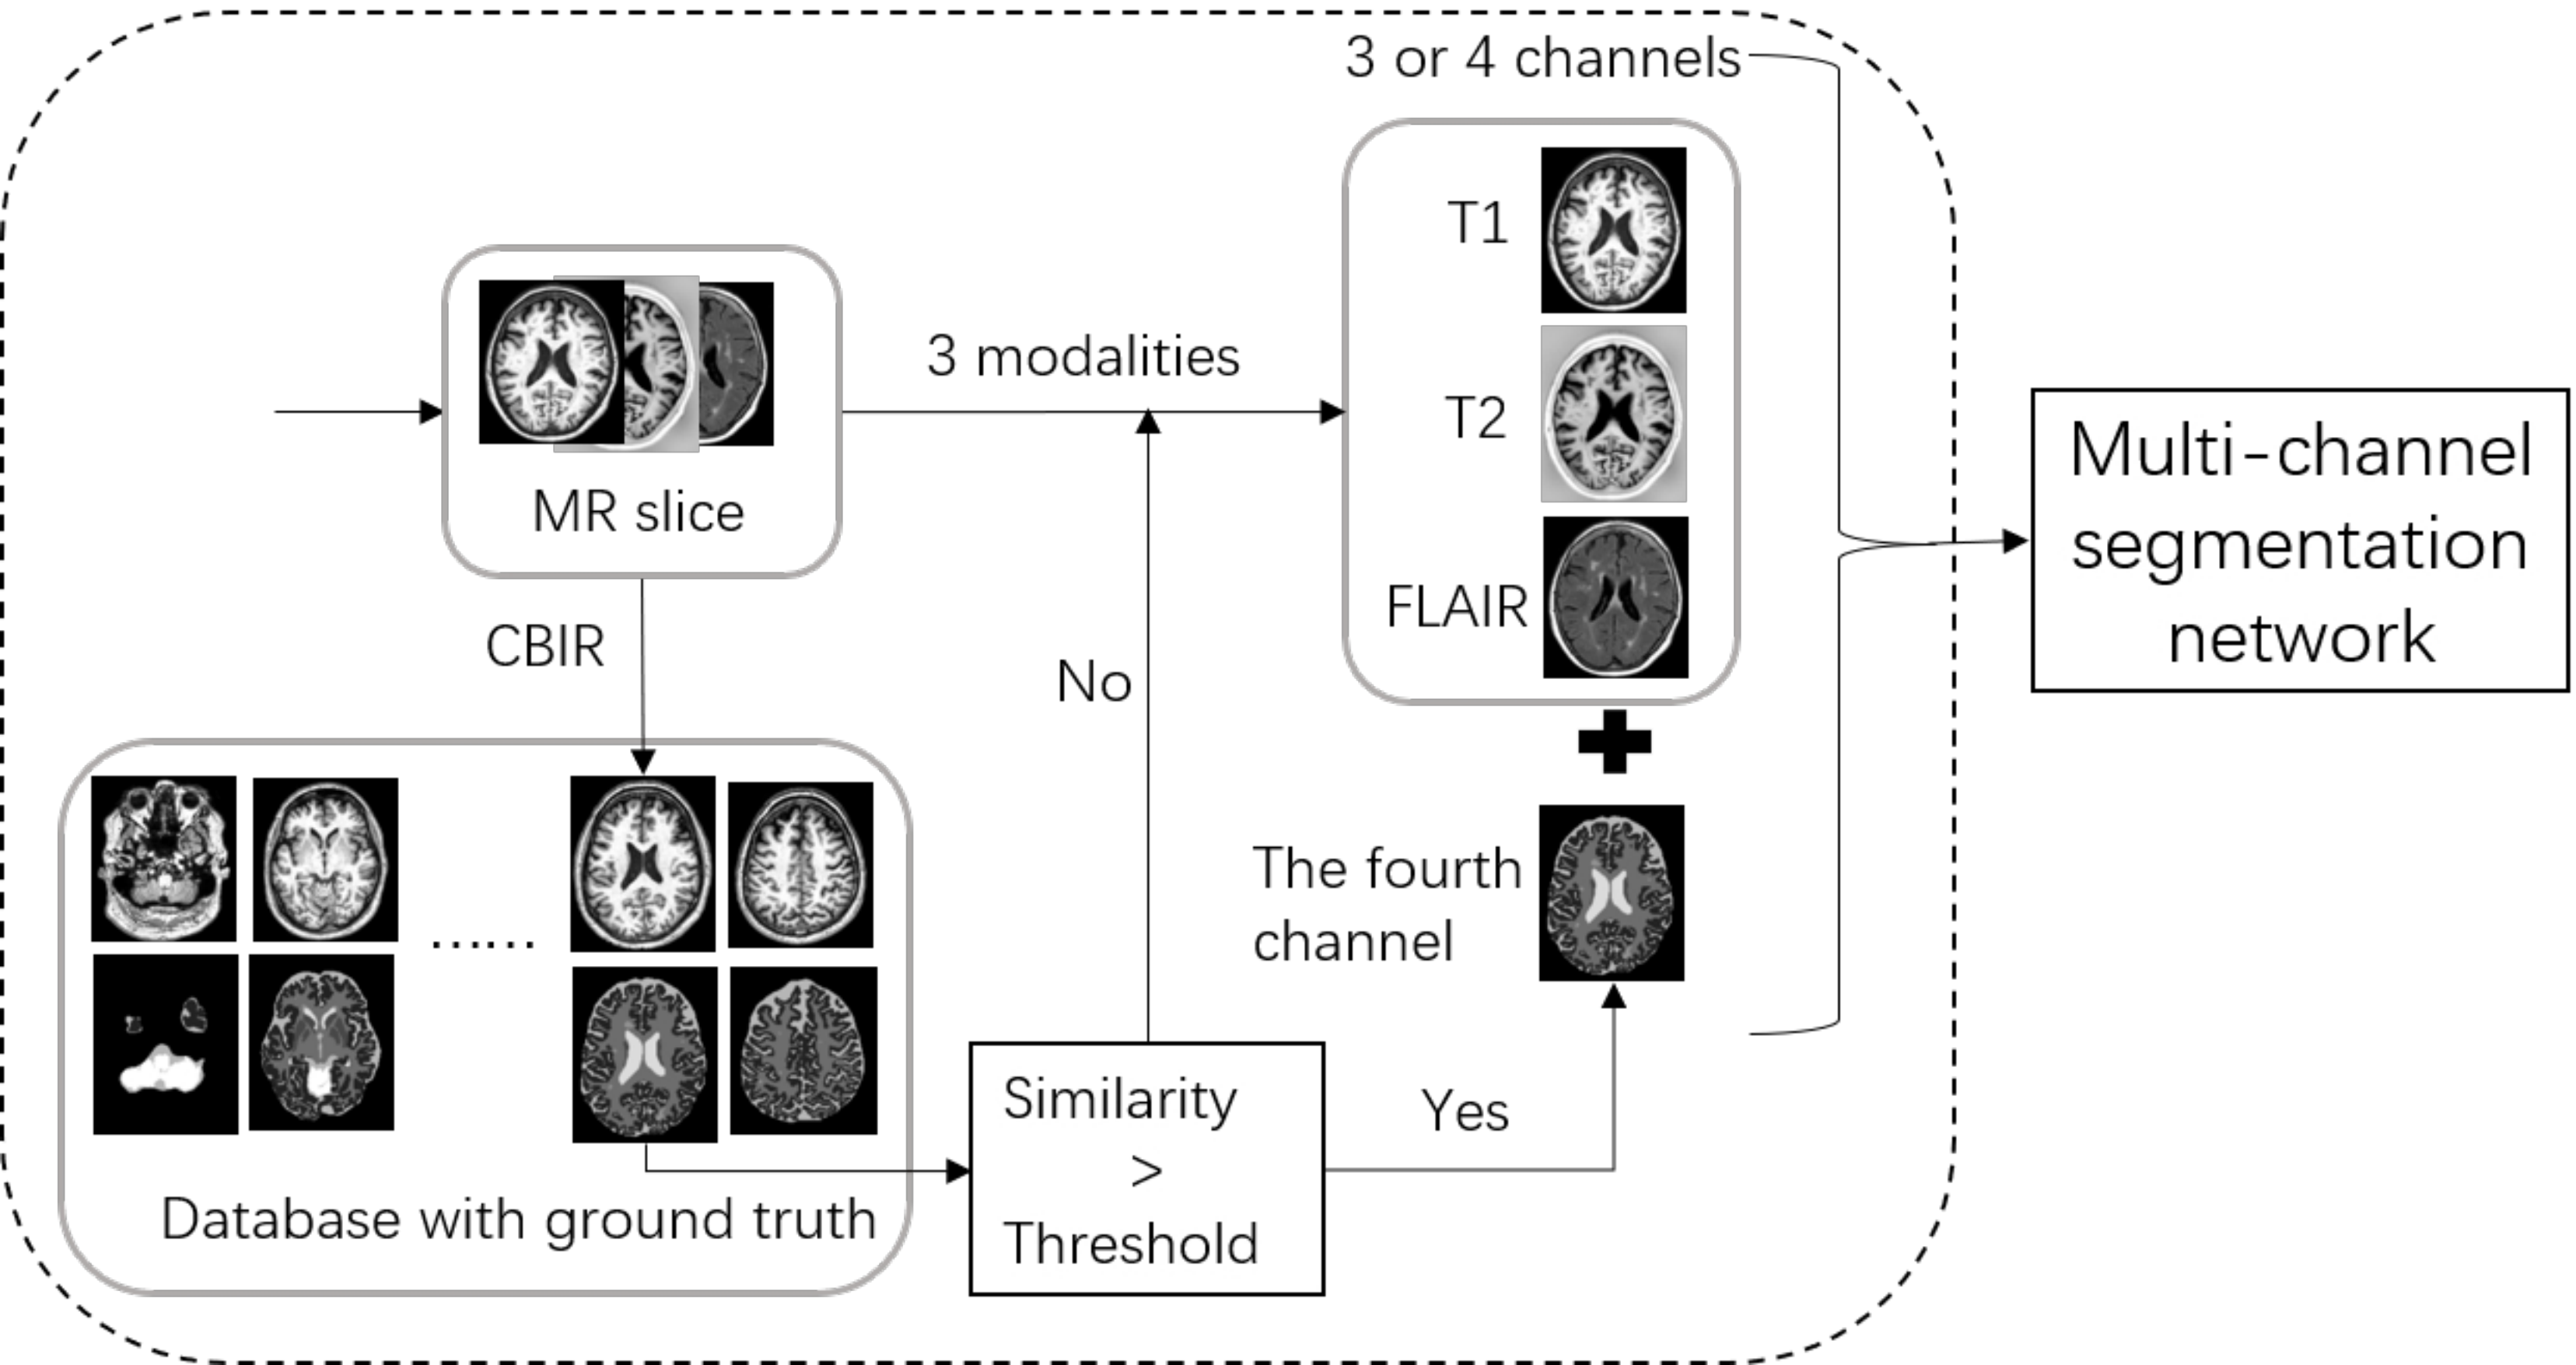 3 or 4 channels
T1
3 modalities
T2
MR slice
FLAIR
Multi-channel
segmentation
network
CBIR
No
The fourth
channel
......
Similarity
>
Threshold
Yes
Database with ground truth